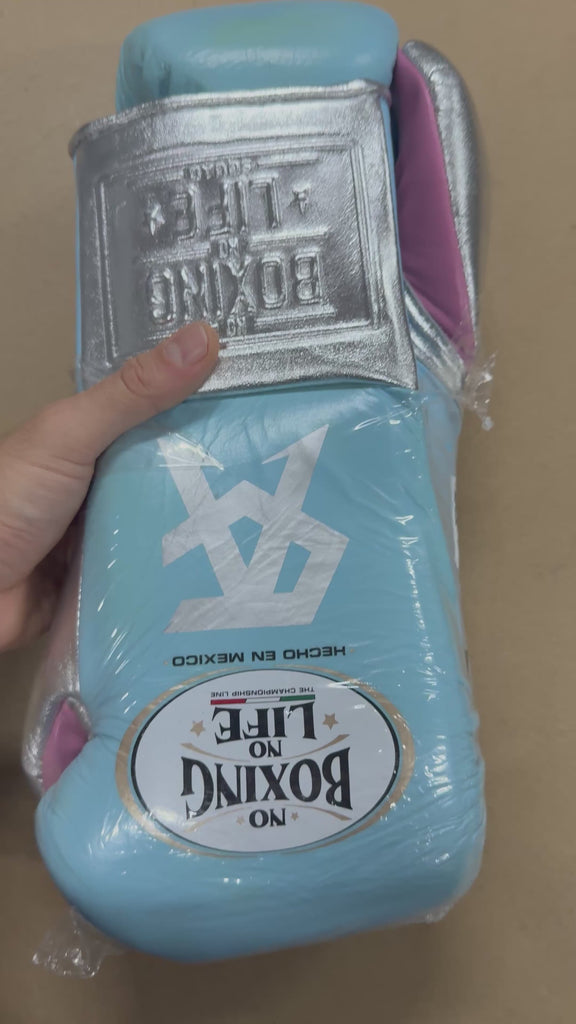 NO
BOXING
NO
LIFE
THE CHAMPIONSHIP LINE
HECHO EN MEXICO
NO
BOXING
NO
LIFE